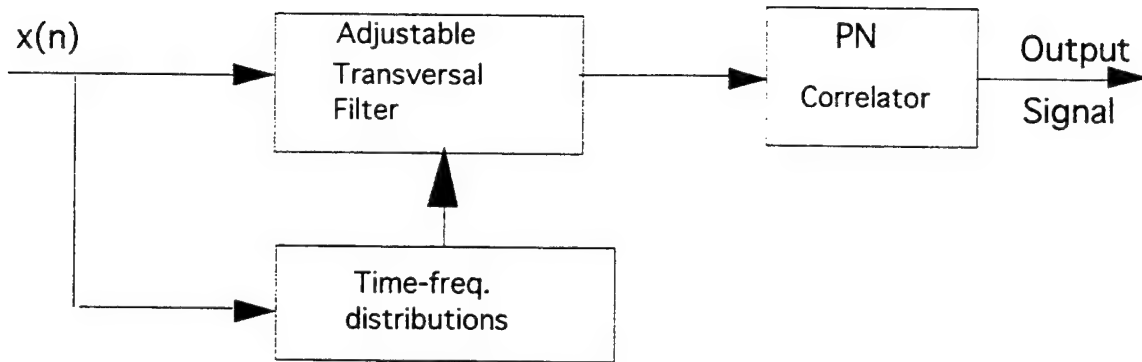 x(n)
Adjustable
Transversal
Filter
PN
Correlator
Output
Signal
Time-freq.
distributions